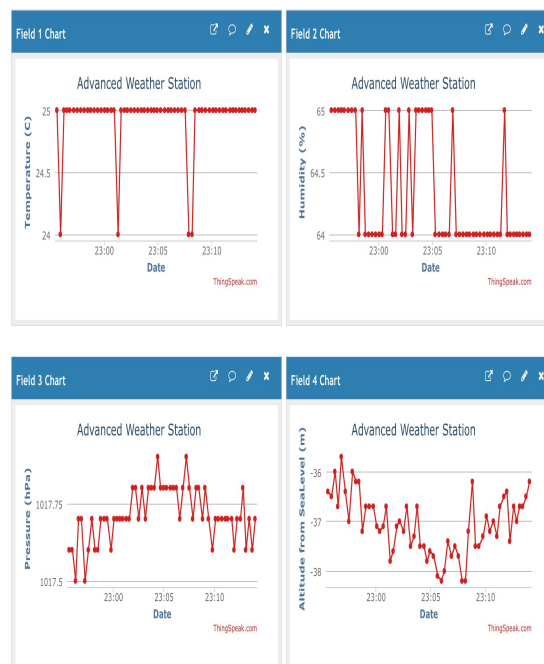 Field 1 Chart
Advanced Weather Station
Temperature (C)
25
24.5
24
23:00 23:05 23:10
Date
ThingSpeak.com
Field 2 Chart
Advanced Weather Station
Humidity (%)
65
64.5
64
23:00 23:05 23:10
Date
ThingSpeak.com
Field 3 Chart
Advanced Weather Station
Pressure (hPa)
1017.75
1017.5
23:00 23:05 23:10
Date
ThingSpeak.com
Field 4 Chart
Advanced Weather Station
Altitude from SeaLevel (m)
-36
-37
-38
23:00 23:05 23:10
Date
ThingSpeak.com